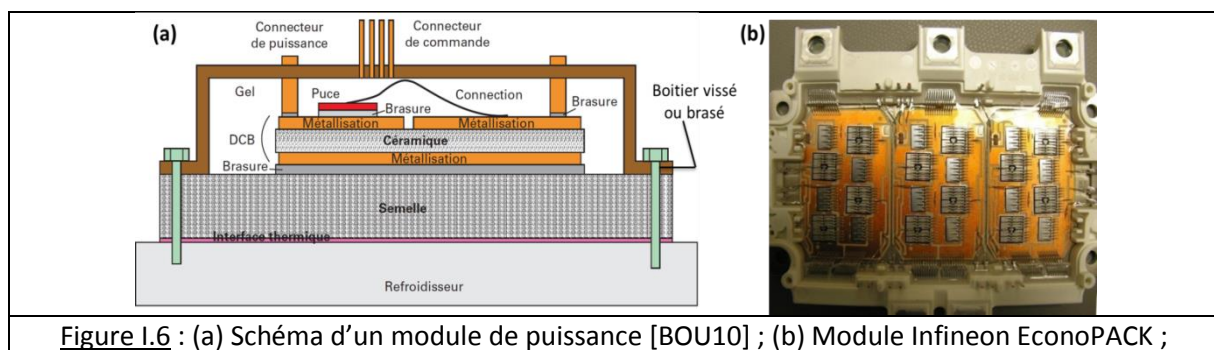 (a)
Connecteur
de puissance
Connecteur
de commande
(b)
Gel
Puce
Connection
Boitier vissé
ou brasé
Brasure
Brasure
Métallisation
Métallisation
DCB
Céramique
Métallisation
Brasure
Semelle
Interface thermique
Refroidisseur
Figure I.6 : (a) Schéma d’un module de puissance [BOU10] ; (b) Module Infineon EconoPACK ;